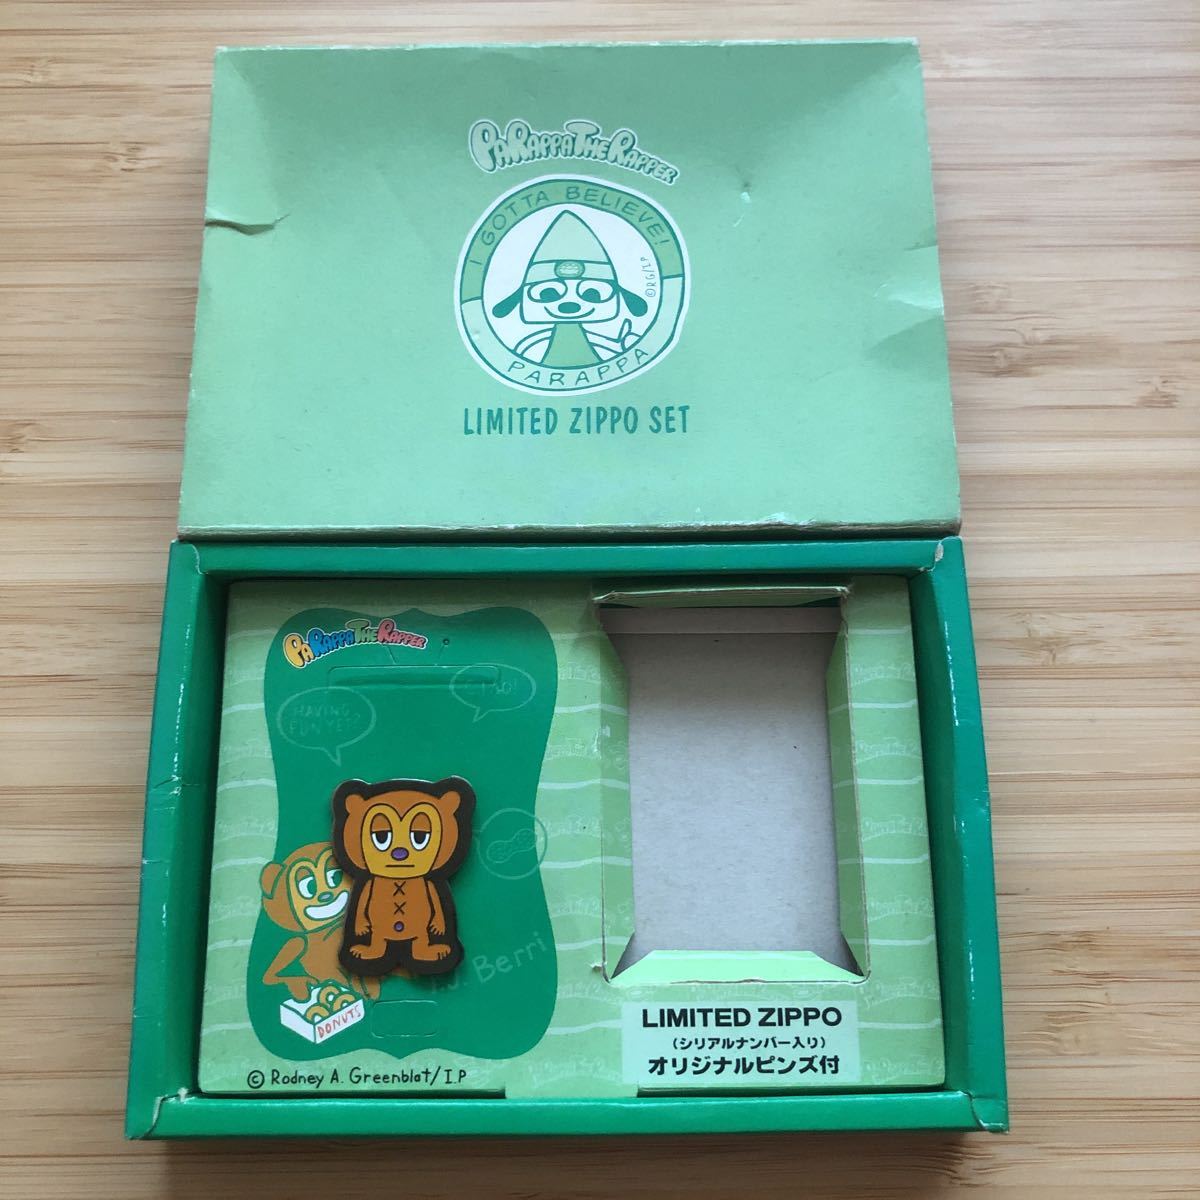 PARAPPA THE RAPPER
I GOTTA BELIEVE!
©RG/I.P
PARAPPA
LIMITED ZIPPO SET
PARAPPA THE RAPPER
CIAO!
HAVING
FUN YET?
Berri
DONUTS
© Rodney A. Greenblat/I.P
LIMITED ZIPPO
(シリアルナンバー入り)
オリジナルピンズ付